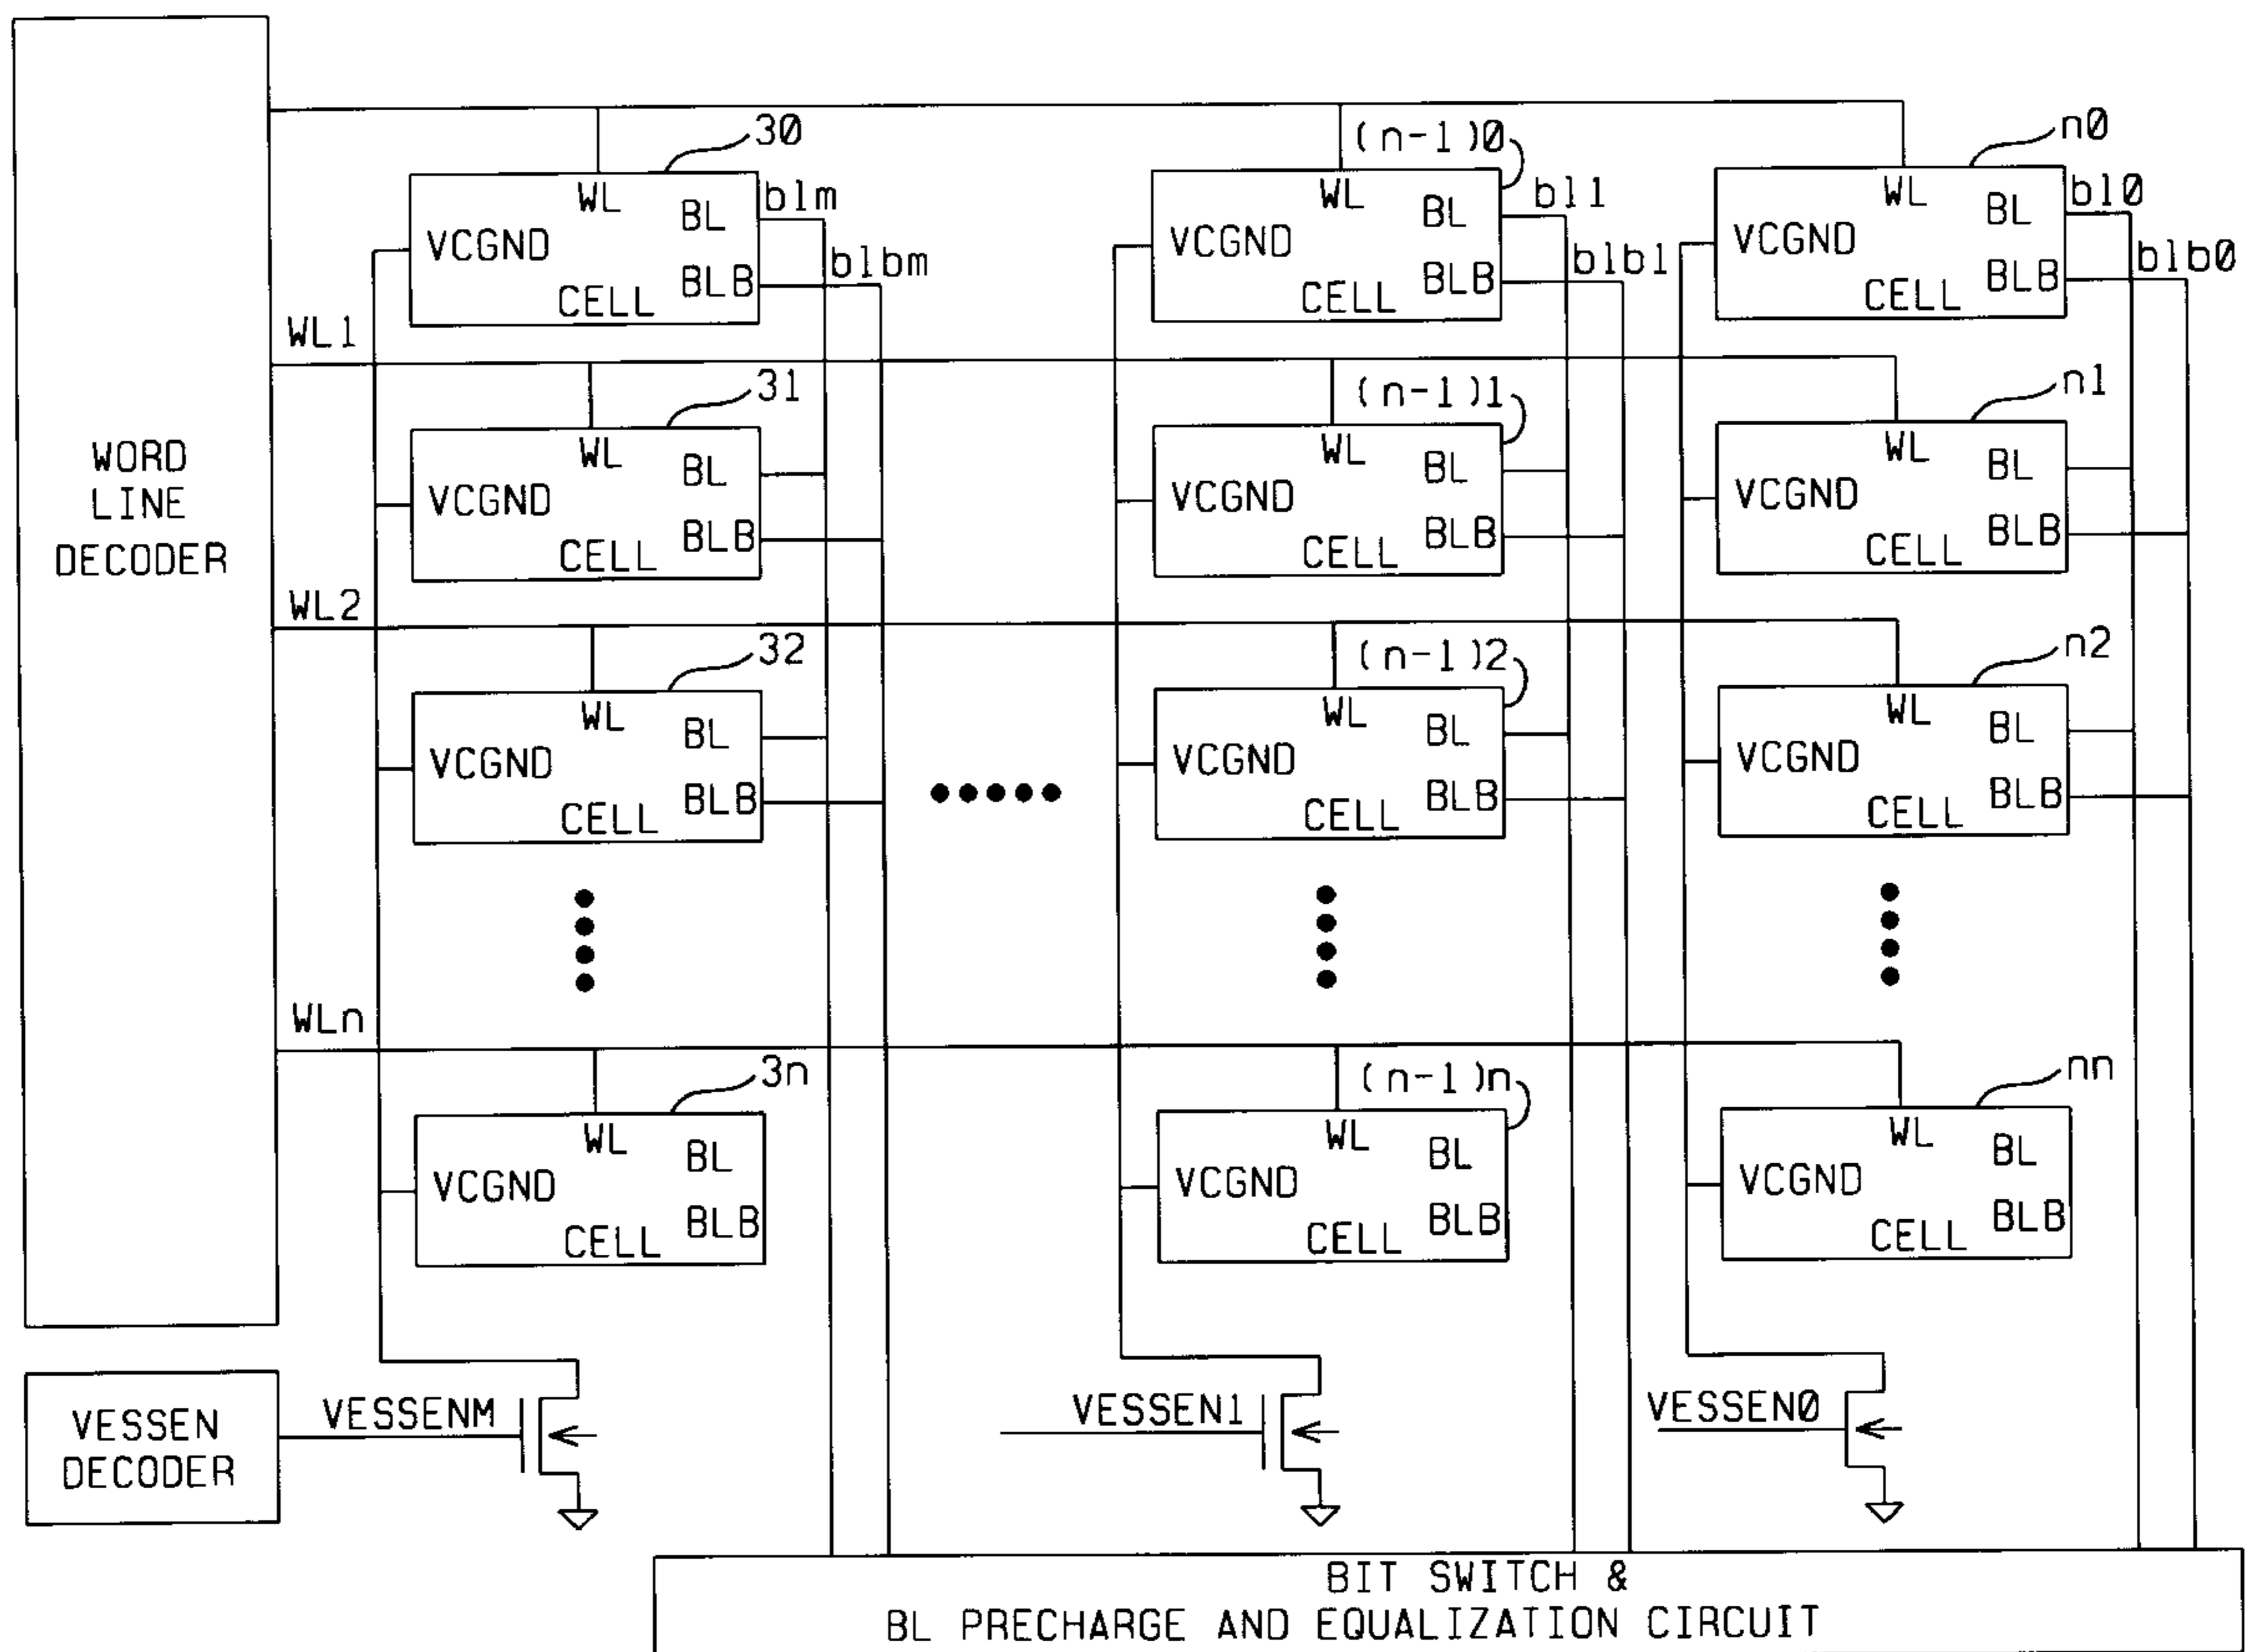 30
(n-1)0
n0
WL
BL
blm
VCGND
BLB
blbm
CELL
WL
BL
bl1
VCGND
BLB
blb1
CELL
WL
BL
bl0
VCGND
BLB
blb0
CELL
WL1
31
(n-1)1
n1
WORD
LINE
DECODER
WL
BL
VCGND
BLB
CELL
WL
BL
VCGND
BLB
CELL
WL
BL
VCGND
BLB
CELL
WL2
32
(n-1)2
n2
WL
BL
VCGND
BLB
CELL
WL
BL
VCGND
BLB
CELL
WL
BL
VCGND
BLB
CELL
WLn
3n
(n-1)n
nn
WL
BL
VCGND
BLB
CELL
WL
BL
VCGND
BLB
CELL
WL
BL
VCGND
BLB
CELL
VESSEN
DECODER
VESSENM
VESSEN1
VESSEN0
BIT SWITCH &
BL PRECHARGE AND EQUALIZATION CIRCUIT